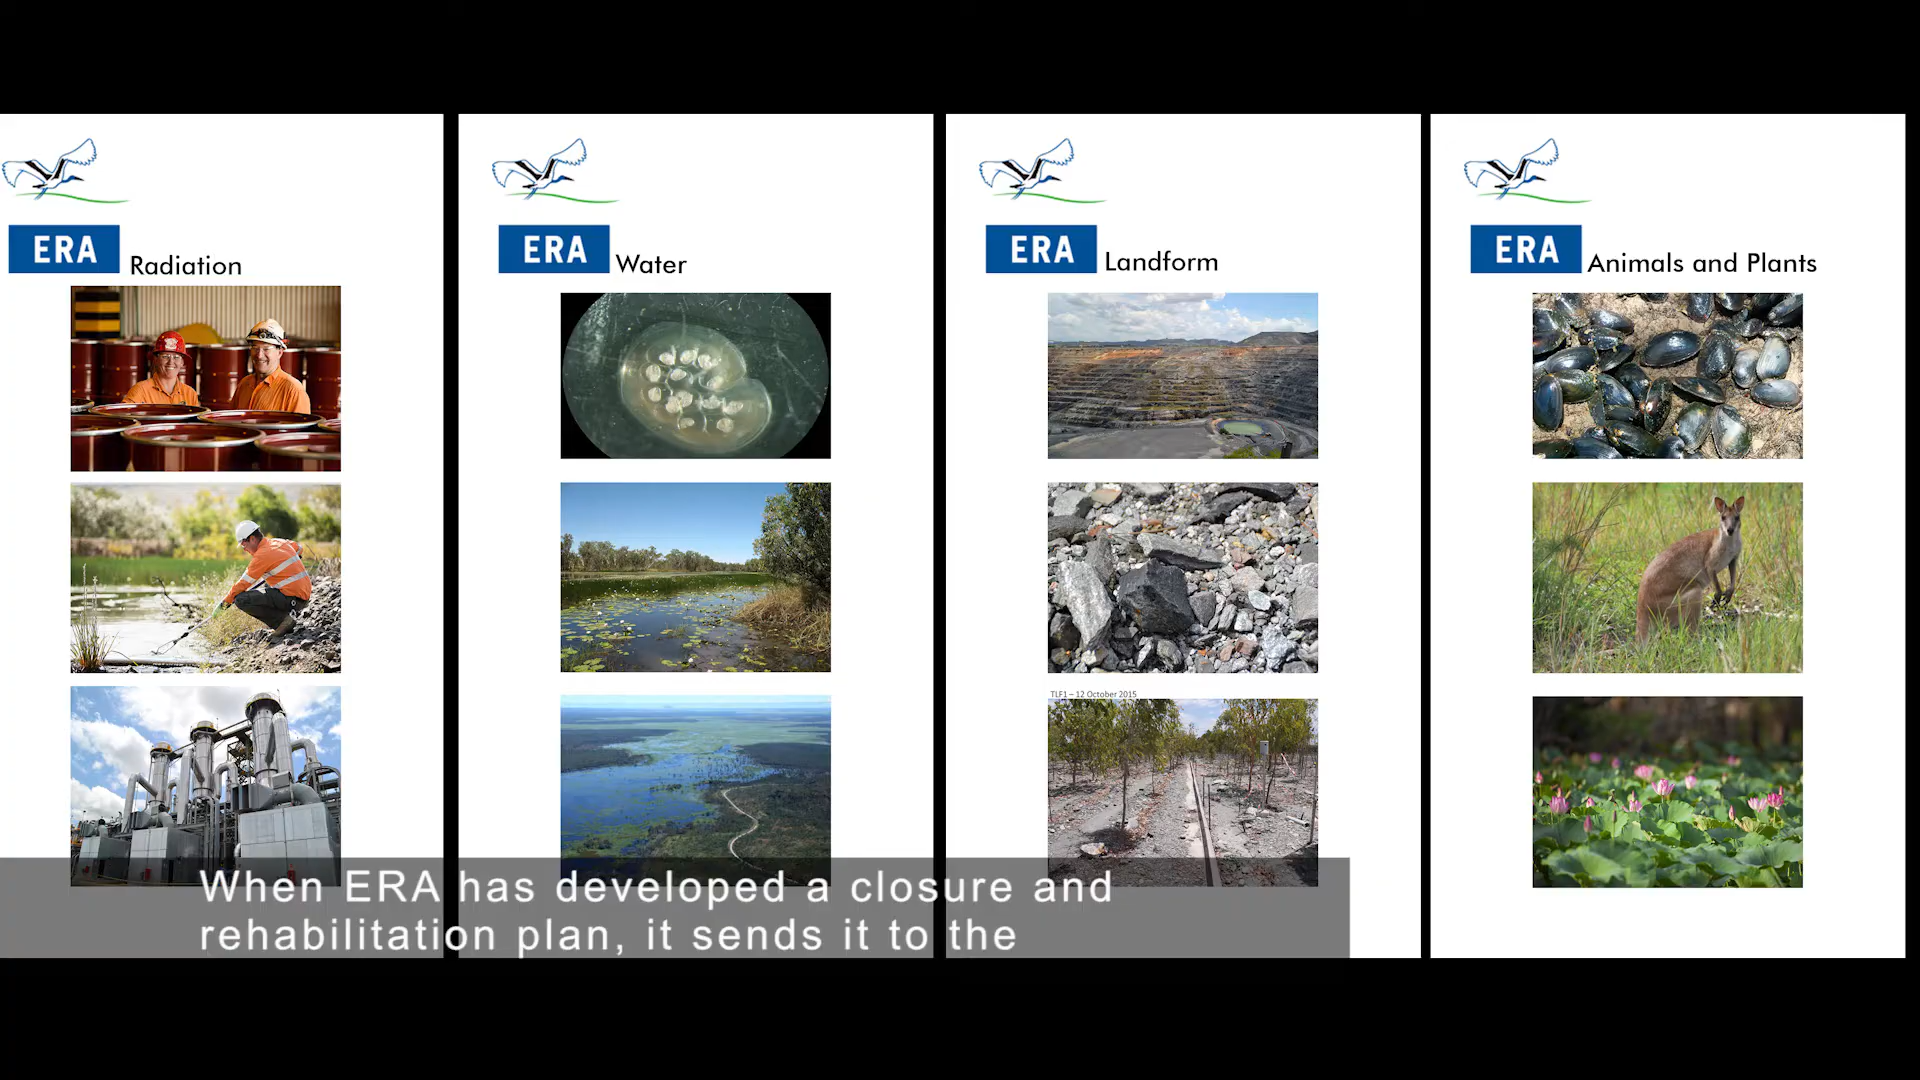 ERA Radiation
ERA Water
ERA Landform
ERA Animals and Plants
TLF1 – 12 October 2015
When ERA has developed a closure and
rehabilitation plan, it sends it to the